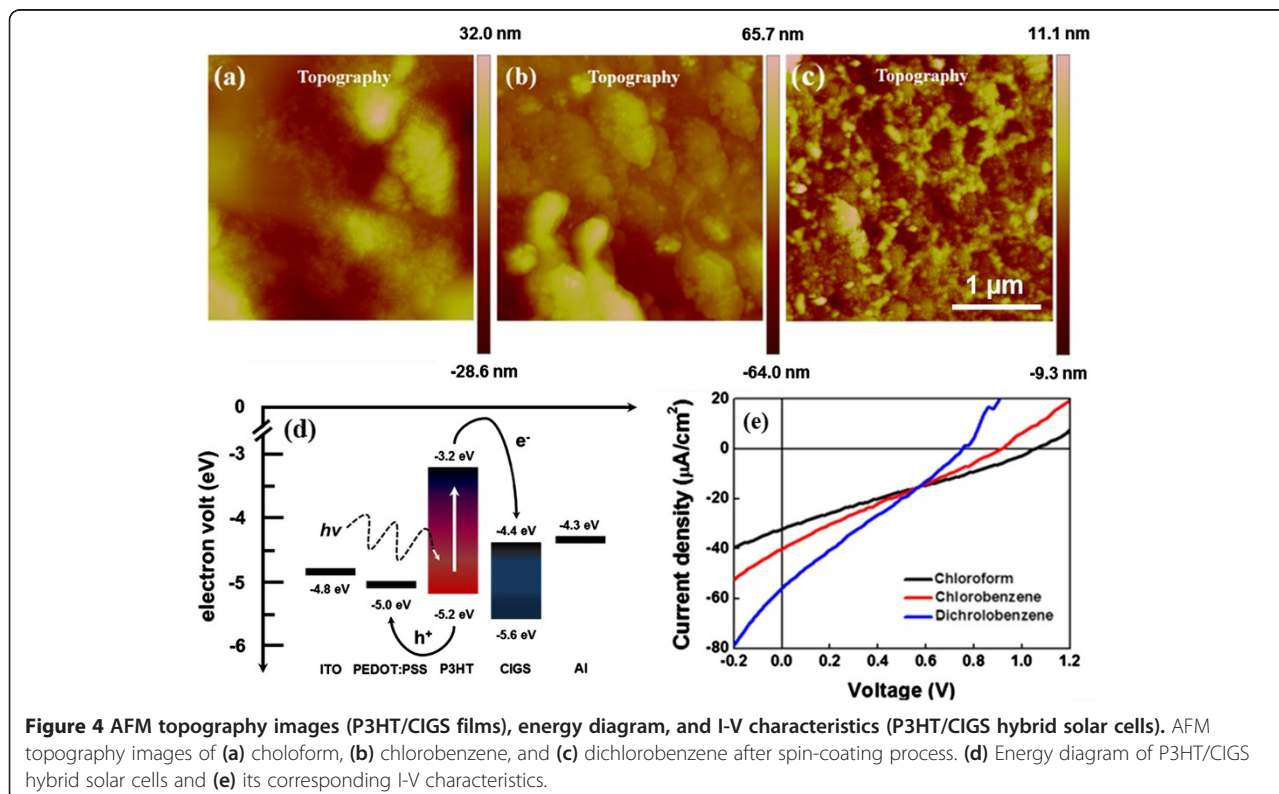 32.0 nm
65.7 nm
11.1 nm
(a)
Topography
(b)
Topography
(c)
Topography
1 µm
-28.6 nm
-64.0 nm
-9.3 nm
(d)
electron volt (eV)
0
-3
-4
-5
-6
hν
-3.2 eV
e-
-4.4 eV
-4.3 eV
-4.8 eV
-5.0 eV
h+
-5.2 eV
-5.6 eV
ITO PEDOT:PSS P3HT CIGS Al
(e)
Current density (µA/cm²)
20
0
-20
-40
-60
-80
Chloroform
Chlorobenzene
Dichrolobenzene
-0.2 0.0 0.2 0.4 0.6 0.8 1.0 1.2
Voltage (V)
Figure 4 AFM topography images (P3HT/CIGS films), energy diagram, and I-V characteristics (P3HT/CIGS hybrid solar cells). AFM
topography images of (a) choloform, (b) chlorobenzene, and (c) dichlorobenzene after spin-coating process. (d) Energy diagram of P3HT/CIGS
hybrid solar cells and (e) its corresponding I-V characteristics.